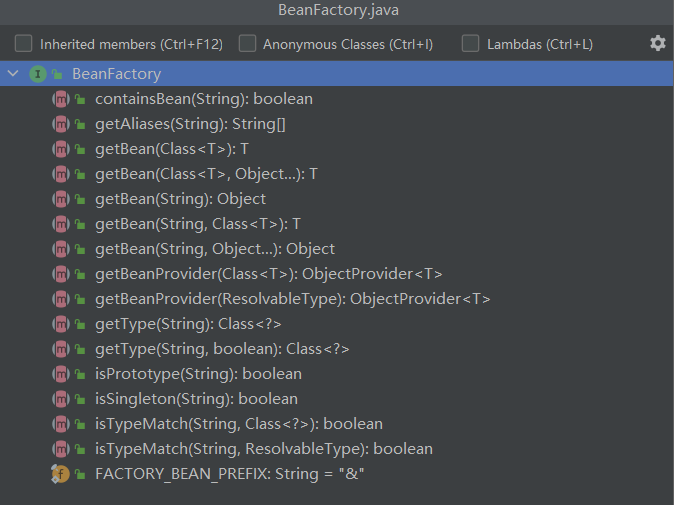 BeanFactory.java
Inherited members (Ctrl+F12) Anonymous Classes (Ctrl+I) Lambdas (Ctrl+L)
I BeanFactory
m containsBean(String): boolean
m getAliases(String): String[]
m getBean(Class<T>): T
m getBean(Class<T>, Object...): T
m getBean(String): Object
m getBean(String, Class<T>): T
m getBean(String, Object...): Object
m getBeanProvider(Class<T>): ObjectProvider<T>
m getBeanProvider(ResolvableType): ObjectProvider<T>
m getType(String): Class<?>
m getType(String, boolean): Class<?>
m isPrototype(String): boolean
m isSingleton(String): boolean
m isTypeMatch(String, Class<?>): boolean
m isTypeMatch(String, ResolvableType): boolean
f FACTORY_BEAN_PREFIX: String = "&"